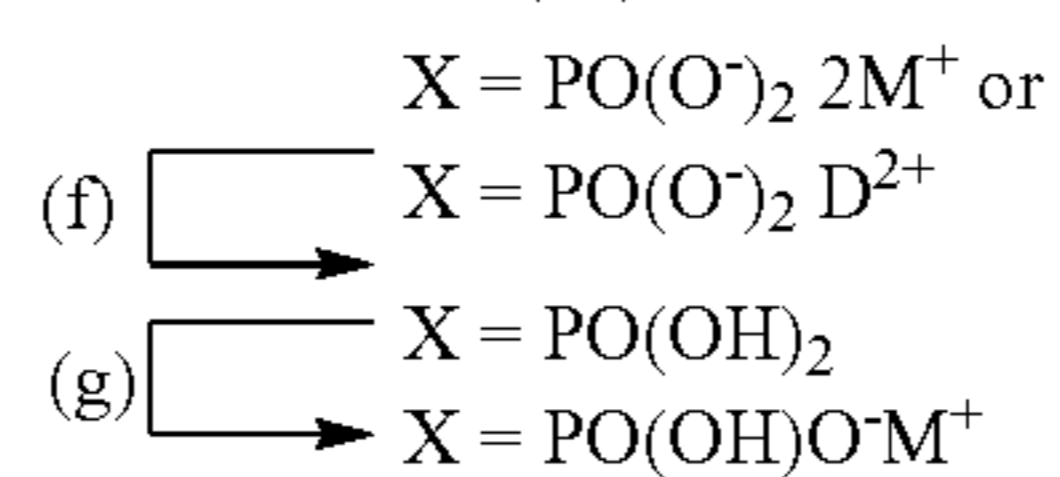 X = PO(O⁻)₂ 2M⁺ or
(f) X = PO(O⁻)₂ D²⁺
X = PO(OH)₂
(g)
X = PO(OH)O⁻M⁺